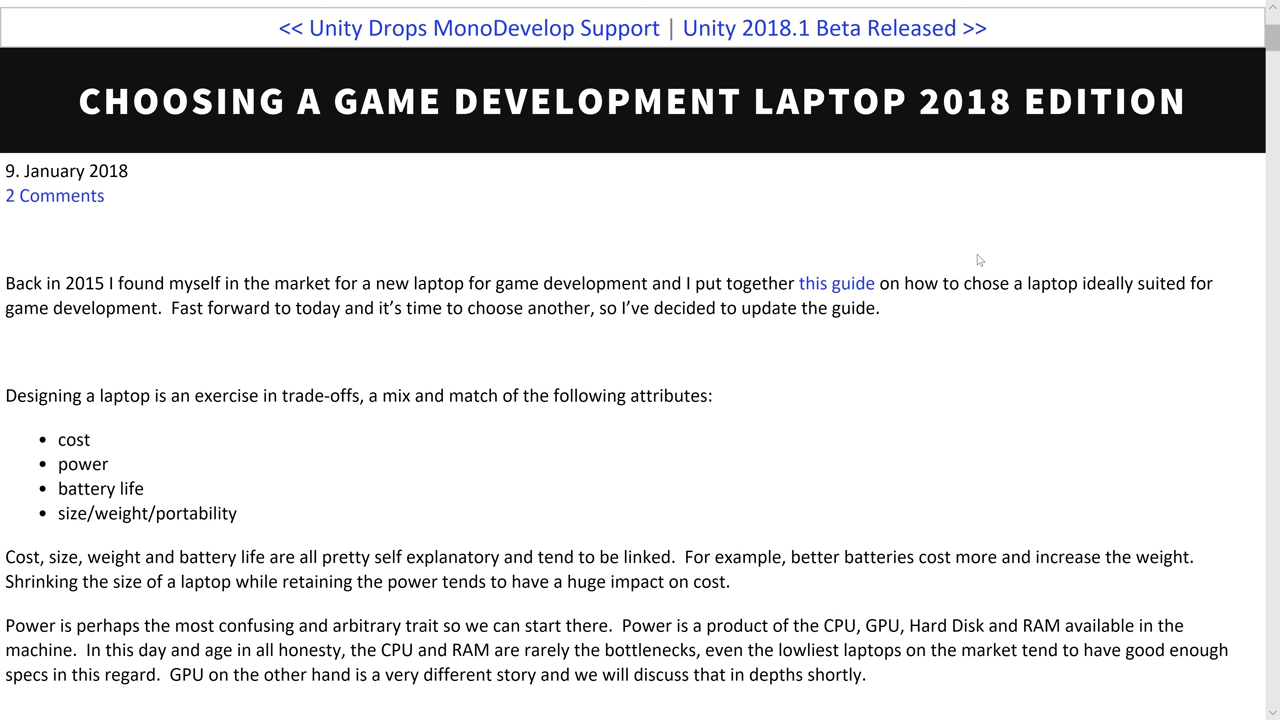 << Unity Drops MonoDevelop Support | Unity 2018.1 Beta Released >>
CHOOSING A GAME DEVELOPMENT LAPTOP 2018 EDITION
9. January 2018
2 Comments
Back in 2015 I found myself in the market for a new laptop for game development and I put together this guide on how to chose a laptop ideally suited for
game development.  Fast forward to today and it’s time to choose another, so I’ve decided to update the guide.
Designing a laptop is an exercise in trade-offs, a mix and match of the following attributes:
• cost
• power
• battery life
• size/weight/portability
Cost, size, weight and battery life are all pretty self explanatory and tend to be linked.  For example, better batteries cost more and increase the weight.
Shrinking the size of a laptop while retaining the power tends to have a huge impact on cost.
Power is perhaps the most confusing and arbitrary trait so we can start there.  Power is a product of the CPU, GPU, Hard Disk and RAM available in the
machine.  In this day and age in all honesty, the CPU and RAM are rarely the bottlenecks, even the lowliest laptops on the market tend to have good enough
specs in this regard.  GPU on the other hand is a very different story and we will discuss that in depths shortly.